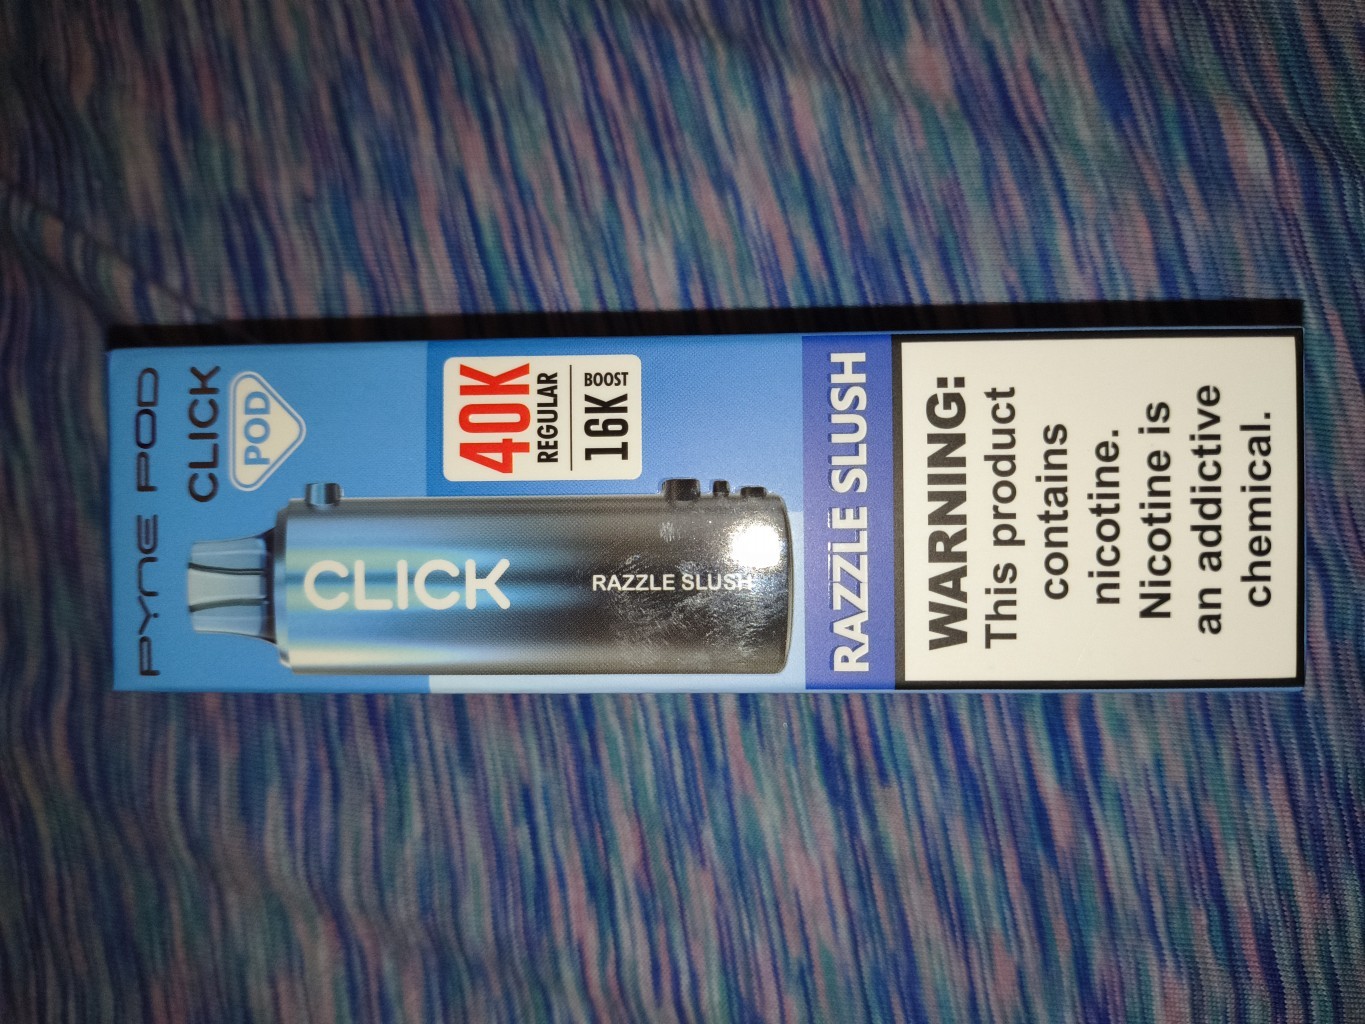 PYNE POD
CLICK
POD
40K
REGULAR
BOOST
16K
CLICK
RAZZLE SLUSH
RAZZLE SLUSH
WARNING:
This product
contains
nicotine.
Nicotine is
an addictive
chemical.